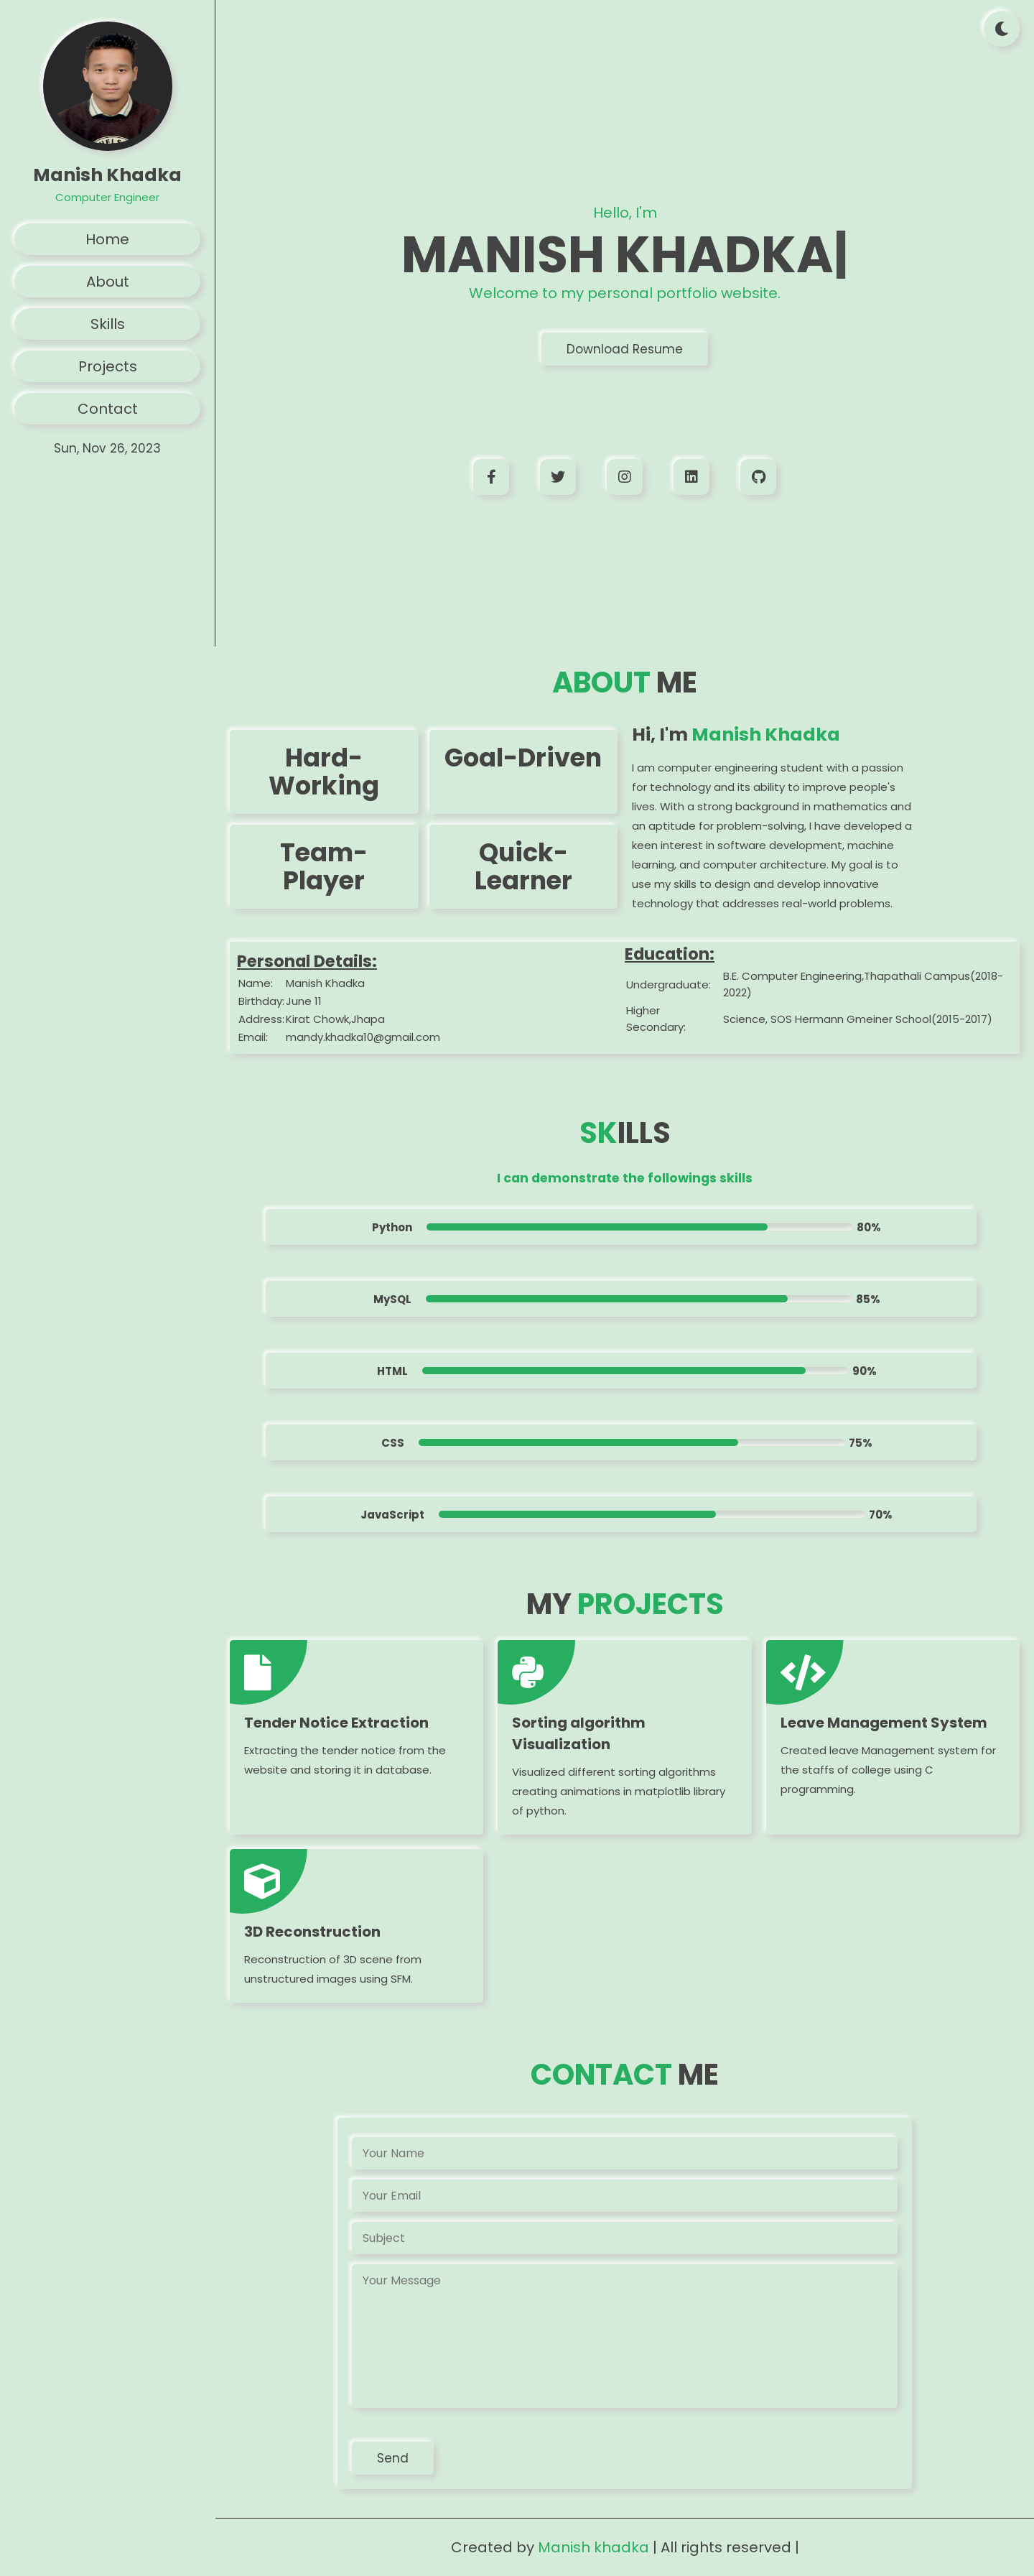 Manish Khadka
Computer Engineer
Home
About
Skills
Projects
Contact
Sun, Nov 26, 2023
Hello, I'm
MANISH KHADKA|
Welcome to my personal portfolio website.
Download Resume
ABOUT ME
Hard-
Working
Goal-Driven
Team-
Player
Quick-
Learner
Hi, I'm Manish Khadka
I am computer engineering student with a passion
for technology and its ability to improve people's
lives. With a strong background in mathematics and
an aptitude for problem-solving, I have developed a
keen interest in software development, machine
learning, and computer architecture. My goal is to
use my skills to design and develop innovative
technology that addresses real-world problems.
Personal Details:
Name: Manish Khadka
Birthday: June 11
Address: Kirat Chowk,Jhapa
Email: mandy.khadka10@gmail.com
Education:
Undergraduate: B.E. Computer Engineering,Thapathali Campus(2018-
2022)
Higher
Secondary: Science, SOS Hermann Gmeiner School(2015-2017)
SKILLS
I can demonstrate the followings skills
Python 80%
MySQL 85%
HTML 90%
CSS 75%
JavaScript 70%
MY PROJECTS
Tender Notice Extraction
Extracting the tender notice from the
website and storing it in database.
Sorting algorithm
Visualization
Visualized different sorting algorithms
creating animations in matplotlib library
of python.
Leave Management System
Created leave Management system for
the staffs of college using C
programming.
3D Reconstruction
Reconstruction of 3D scene from
unstructured images using SFM.
CONTACT ME
Your Name
Your Email
Subject
Your Message
Send
Created by Manish khadka | All rights reserved |